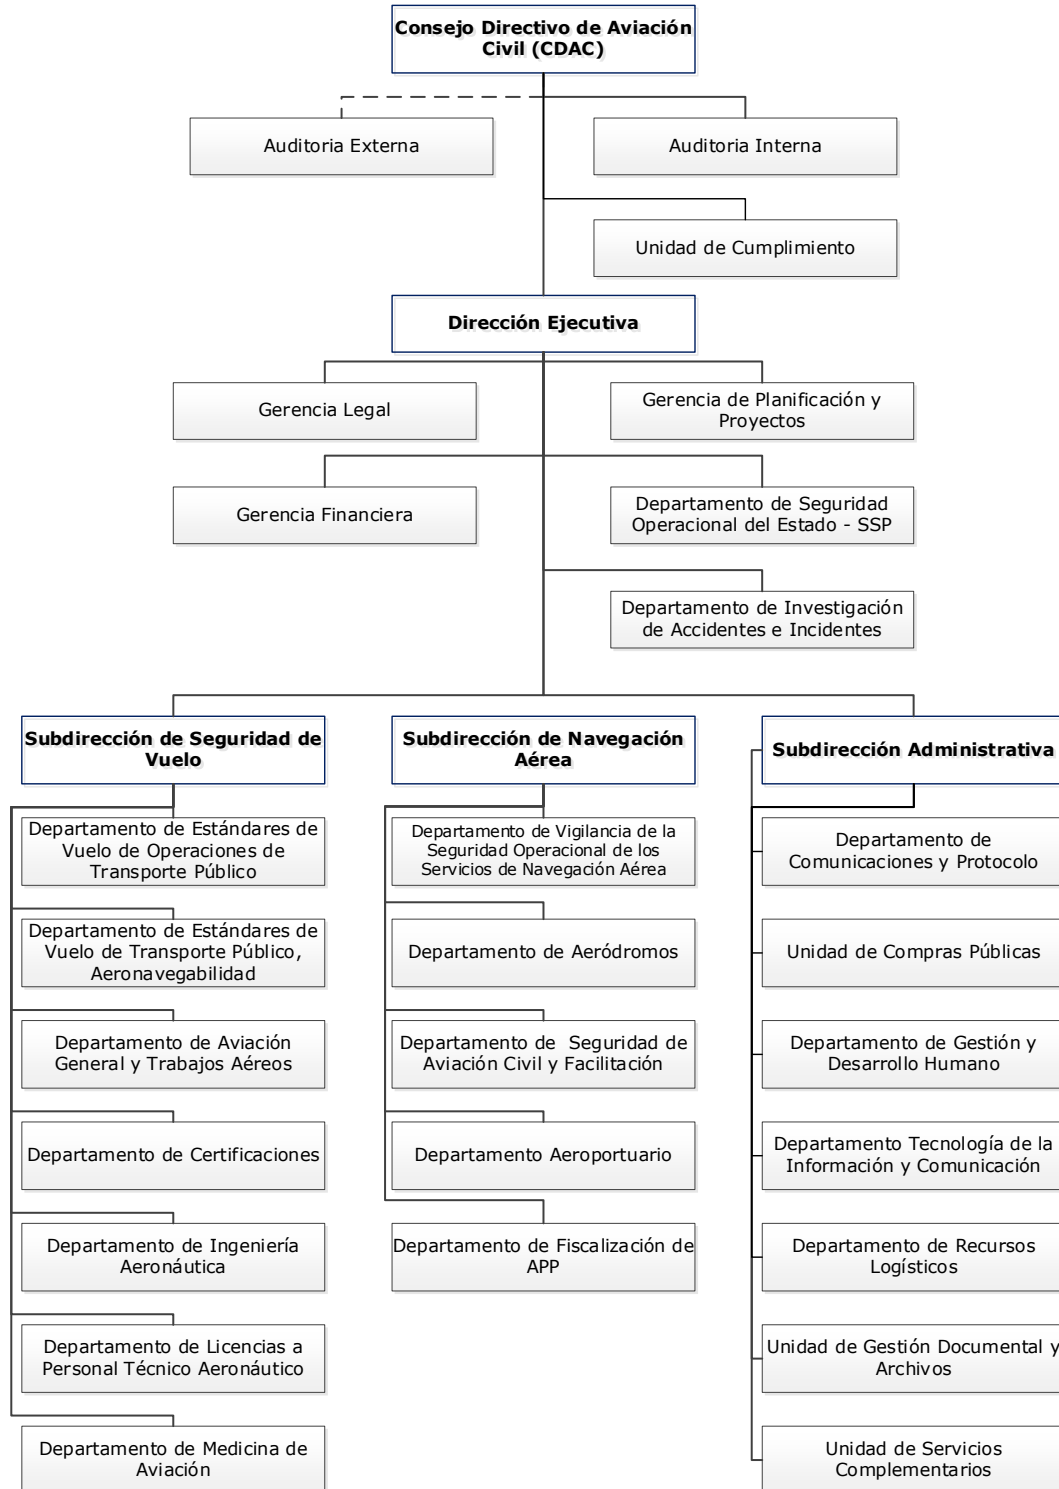 Consejo Directivo de Aviación
Civil (CDAC)
Auditoria Externa
Auditoria Interna
Unidad de Cumplimiento
Dirección Ejecutiva
Gerencia Legal
Gerencia de Planificación y
Proyectos
Gerencia Financiera
Departamento de Seguridad
Operacional del Estado - SSP
Departamento de Investigación
de Accidentes e Incidentes
Subdirección de Seguridad de
Vuelo
Departamento de Estándares de
Vuelo de Operaciones de
Transporte Público
Departamento de Estándares de
Vuelo de Transporte Público,
Aeronavegabilidad
Departamento de Aviación
General y Trabajos Aéreos
Departamento de Certificaciones
Departamento de Ingeniería
Aeronáutica
Departamento de Licencias a
Personal Técnico Aeronáutico
Departamento de Medicina de
Aviación
Subdirección de Navegación
Aérea
Departamento de Vigilancia de la
Seguridad Operacional de los
Servicios de Navegación Aérea
Departamento de Aeródromos
Departamento de  Seguridad de
Aviación Civil y Facilitación
Departamento Aeroportuario
Departamento de Fiscalización de
APP
Subdirección Administrativa
Departamento de
Comunicaciones y Protocolo
Unidad de Compras Públicas
Departamento de Gestión y
Desarrollo Humano
Departamento Tecnología de la
Información y Comunicación
Departamento de Recursos
Logísticos
Unidad de Gestión Documental y
Archivos
Unidad de Servicios
Complementarios